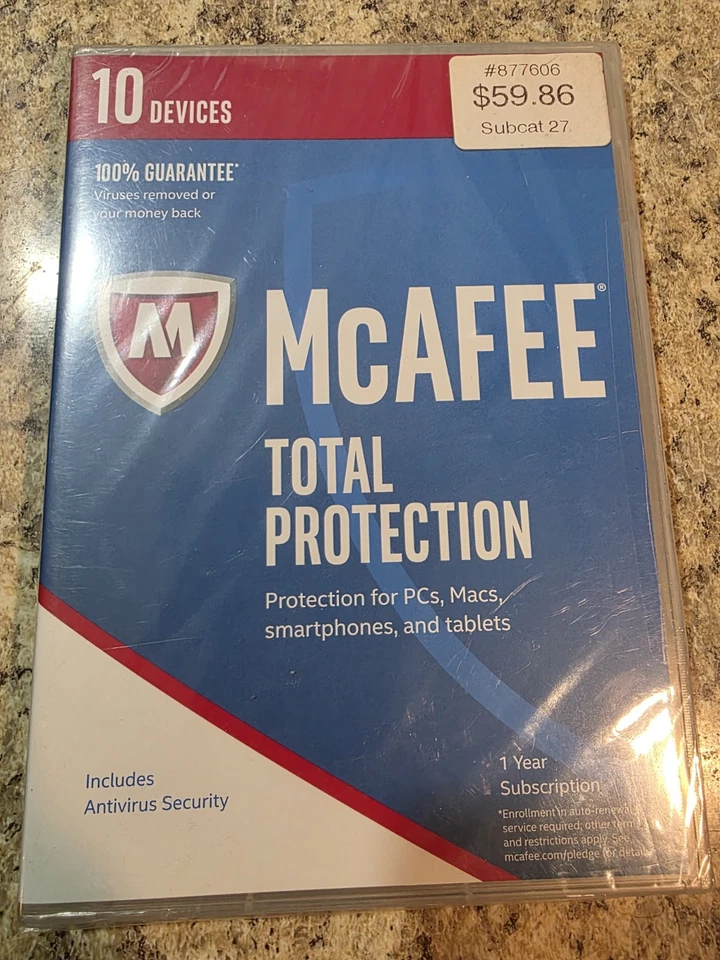 10 DEVICES
#877606
$59.86
Subcat 27
100% GUARANTEE*
Viruses removed or
your money back
M
McAFEE®
TOTAL
PROTECTION
Protection for PCs, Macs,
smartphones, and tablets
Includes
Antivirus Security
1 Year
Subscription
*Enrollment in auto-renewal
service required; other terms
and restrictions apply. See
mcafee.com/pledge for details